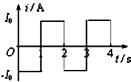 I₀ i/A
O 1 2 3 4 t/s
-I₀